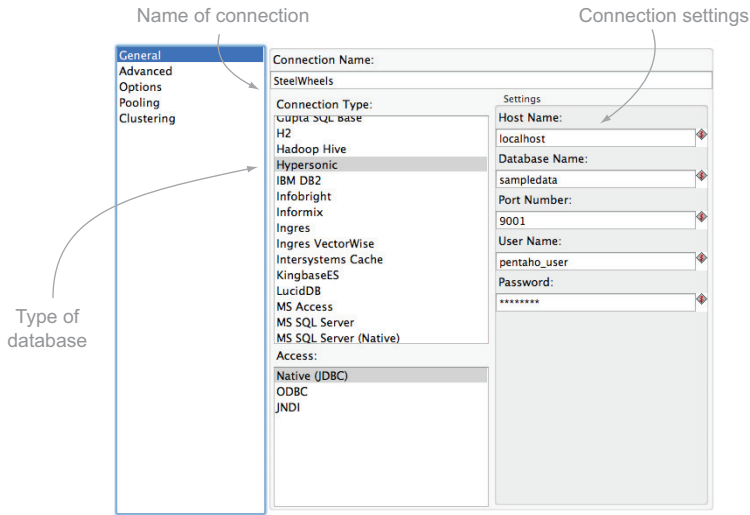 Name of connection
Connection settings
General
Advanced
Options
Pooling
Clustering
Connection Name:
SteelWheels
Connection Type:
Gupta SQL Base
H2
Hadoop Hive
Hypersonic
IBM DB2
Infobright
Informix
Ingres
Ingres VectorWise
Intersystems Cache
KingbaseES
LucidDB
MS Access
MS SQL Server
MS SQL Server (Native)
Access:
Native (JDBC)
ODBC
JNDI
Settings
Host Name:
localhost
Database Name:
sampledata
Port Number:
9001
User Name:
pentaho_user
Password:
********
Type of
database